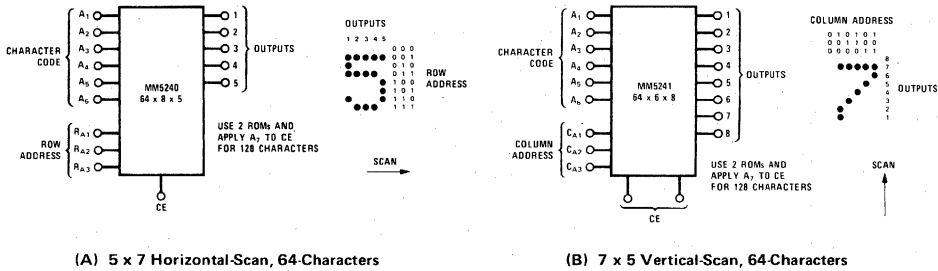 A1
A2
A3
A4
A5
A6
CHARACTER
CODE
ROW
ADDRESS
RA1
RA2
RA3
MM5240
64 x 8 x 5
CE
1
2
3
4
5
OUTPUTS
USE 2 ROMs AND
APPLY A7 TO CE
FOR 128 CHARACTERS
OUTPUTS
1 2 3 4 5
0 0 0
0 0 1
0 1 0
0 1 1
1 0 0
1 0 1
1 1 0
1 1 1
ROW
ADDRESS
SCAN
(A) 5 x 7 Horizontal-Scan, 64-Characters
A1
A2
A3
A4
A5
A6
CHARACTER
CODE
COLUMN
ADDRESS
CA1
CA2
CA3
MM5241
64 x 6 x 8
CE
1
2
3
4
5
6
7
8
OUTPUTS
USE 2 ROMs AND
APPLY A7 TO CE
FOR 128 CHARACTERS
COLUMN ADDRESS
0 1 0 1 0 1
0 0 1 1 0 0
0 0 0 0 1 1
8
7
6
5
4
3
2
1
OUTPUTS
SCAN
(B) 7 x 5 Vertical-Scan, 64-Characters